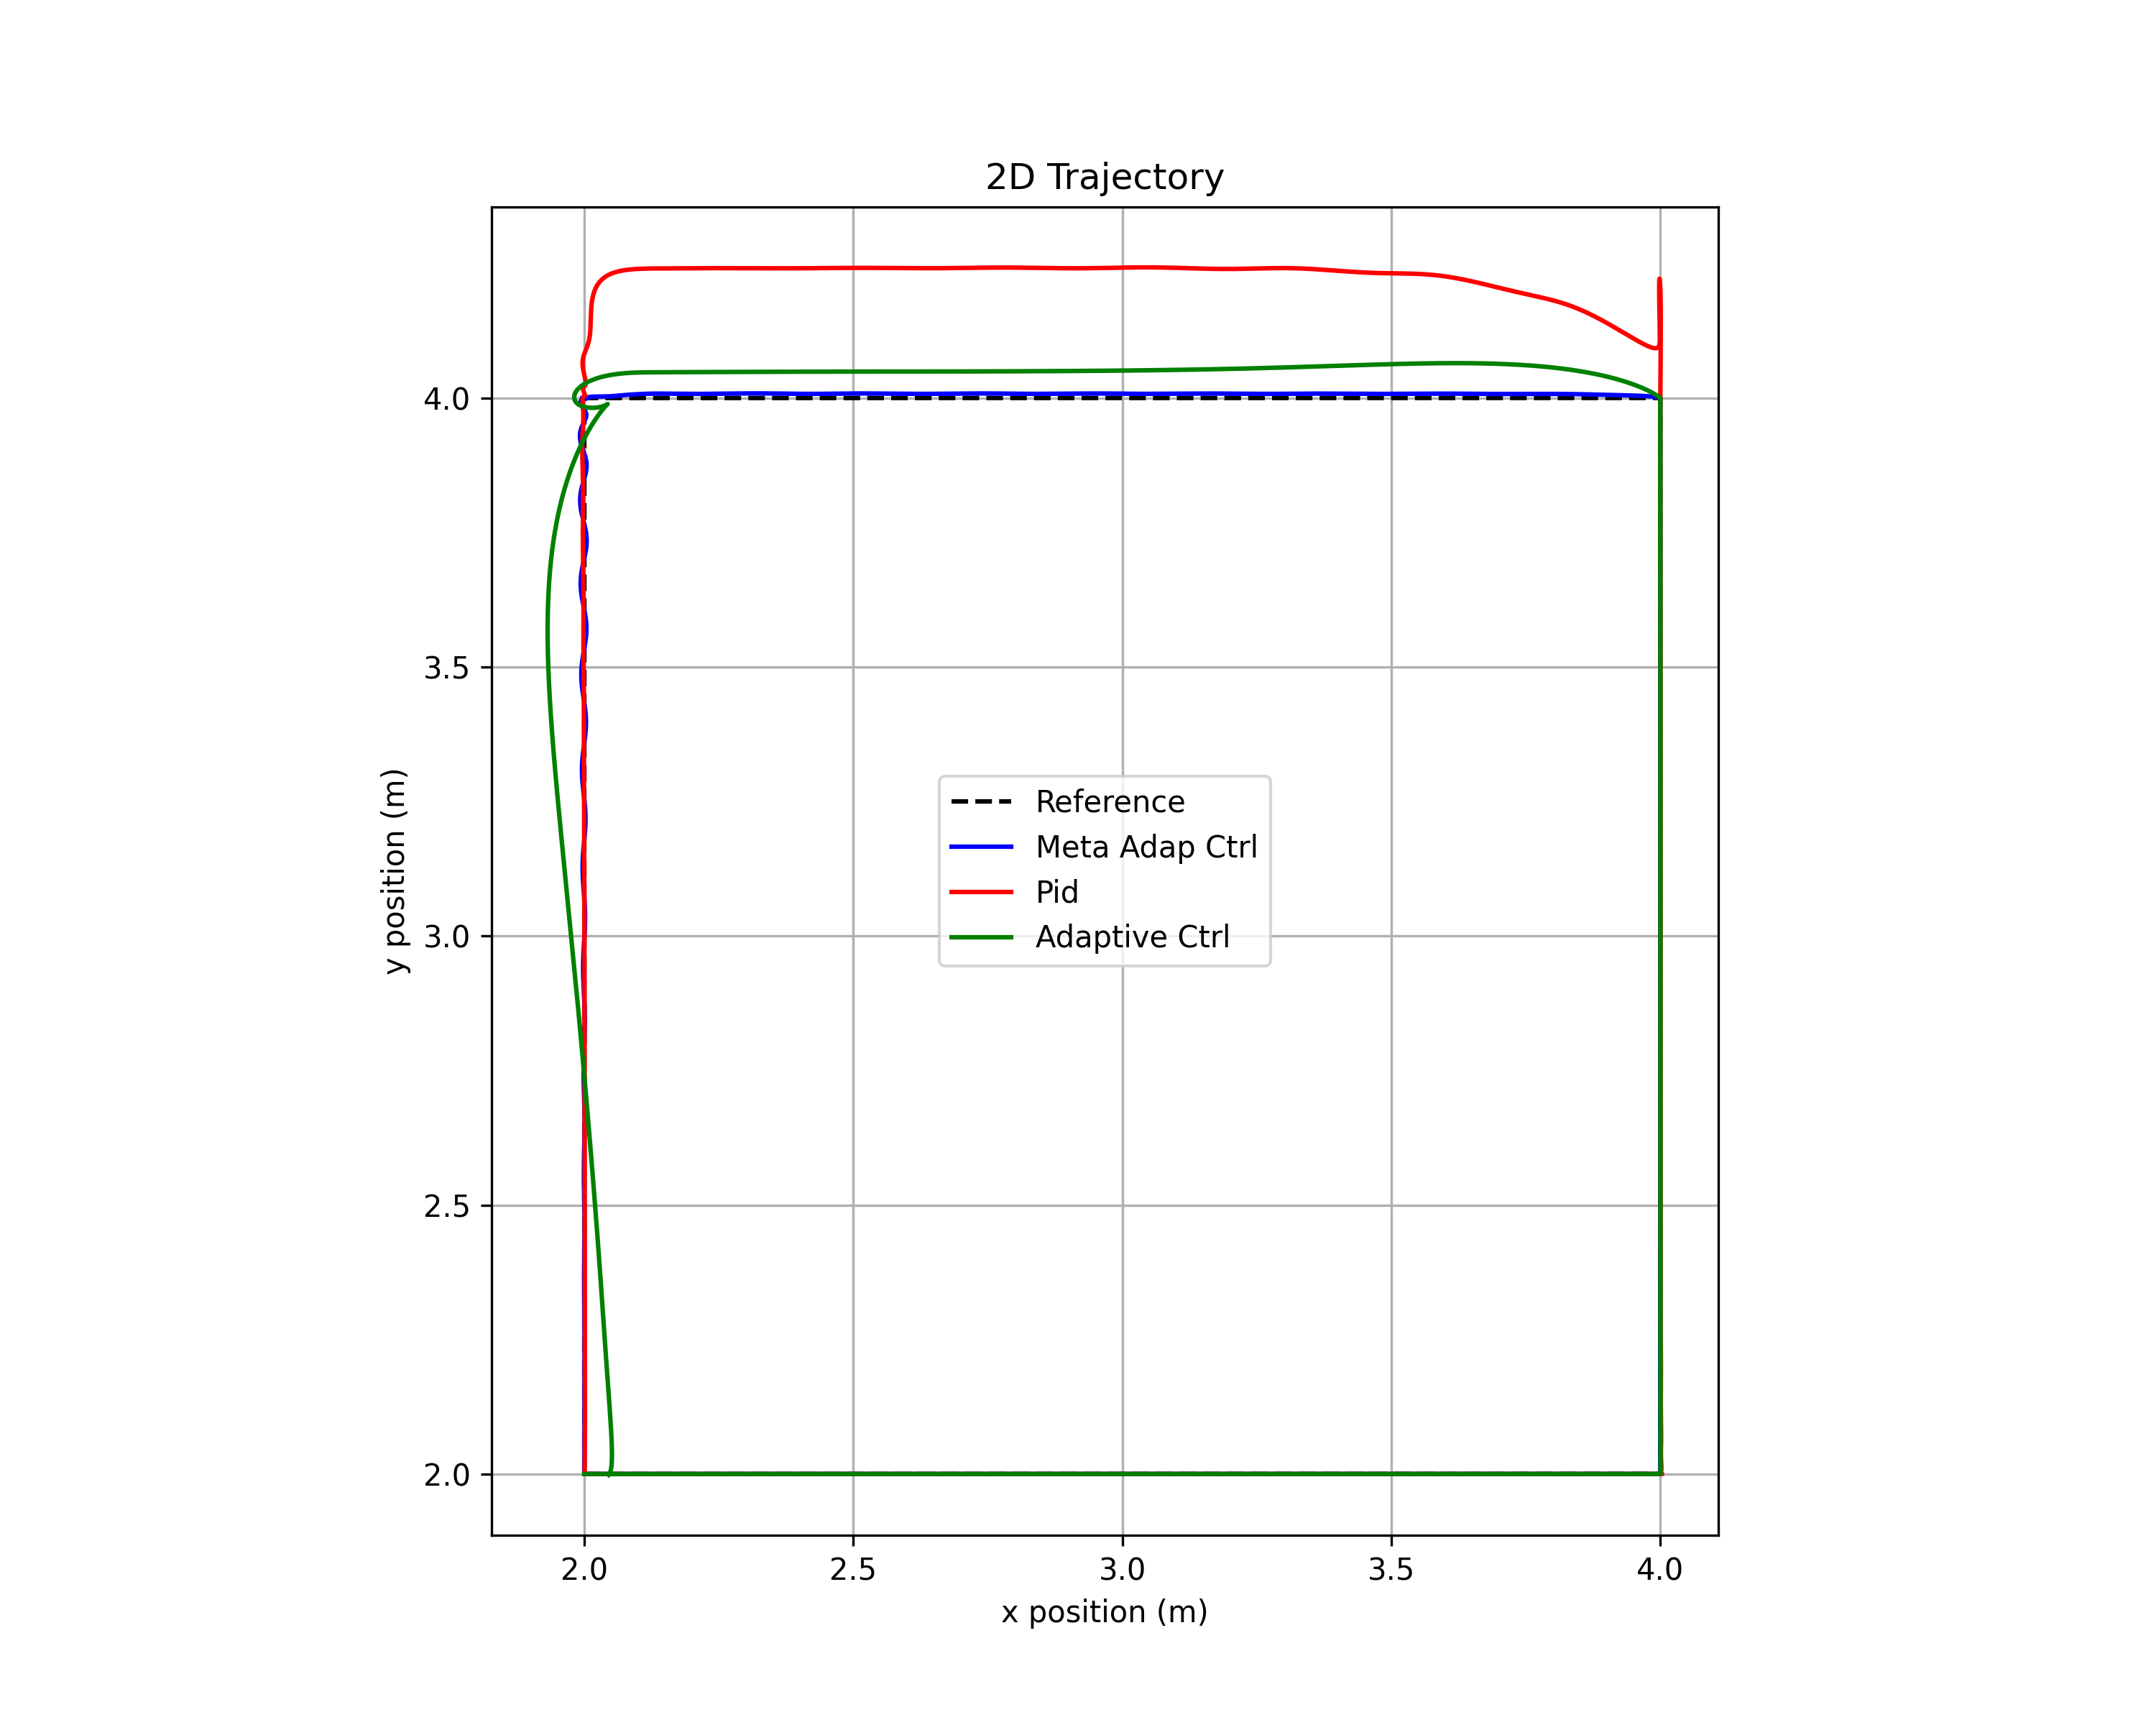 2D Trajectory
4.0
3.5
3.0
2.5
2.0
y position (m)
Reference
Meta Adap Ctrl
Pid
Adaptive Ctrl
2.0 2.5 3.0 3.5 4.0
x position (m)